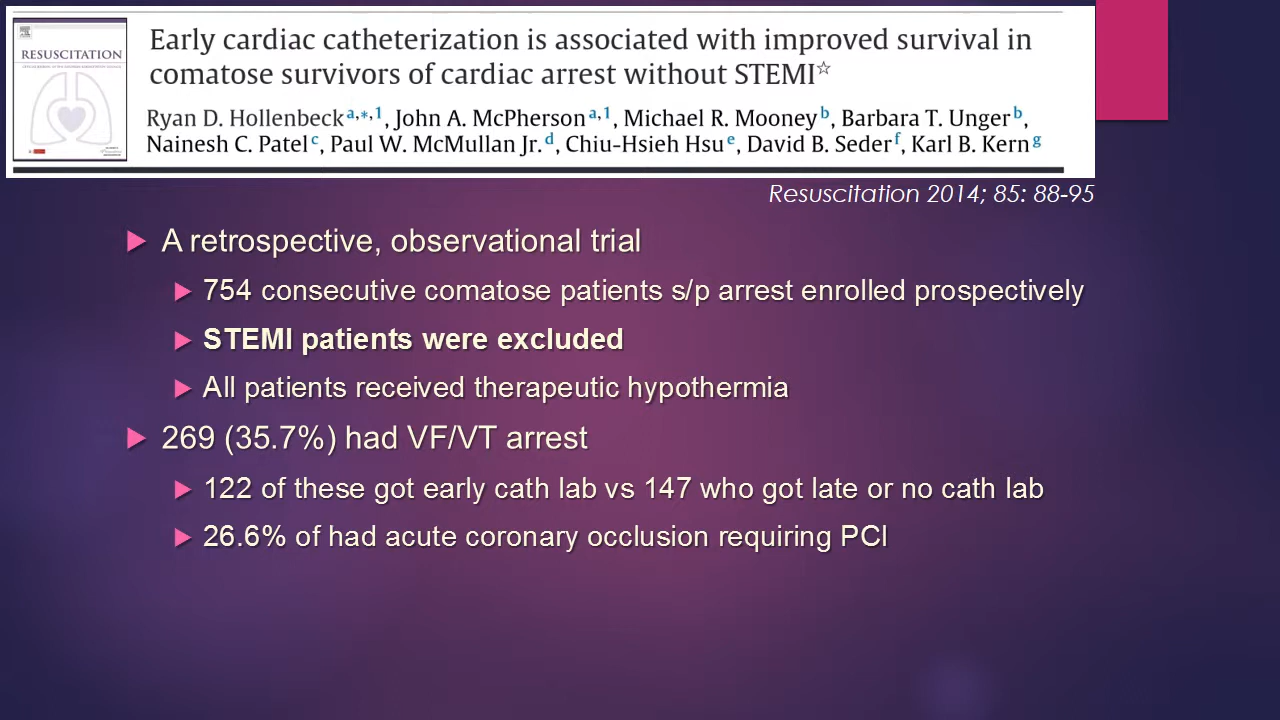 RESUSCITATION
Early cardiac catheterization is associated with improved survival in
comatose survivors of cardiac arrest without STEMI☆
Ryan D. Hollenbeck a,*,1, John A. McPherson a,1, Michael R. Mooney b, Barbara T. Unger b,
Nainesh C. Patel c, Paul W. McMullan Jr. d, Chiu-Hsieh Hsu e, David B. Seder f, Karl B. Kern g
Resuscitation 2014; 85: 88-95
A retrospective, observational trial
754 consecutive comatose patients s/p arrest enrolled prospectively
STEMI patients were excluded
All patients received therapeutic hypothermia
269 (35.7%) had VF/VT arrest
122 of these got early cath lab vs 147 who got late or no cath lab
26.6% of had acute coronary occlusion requiring PCI